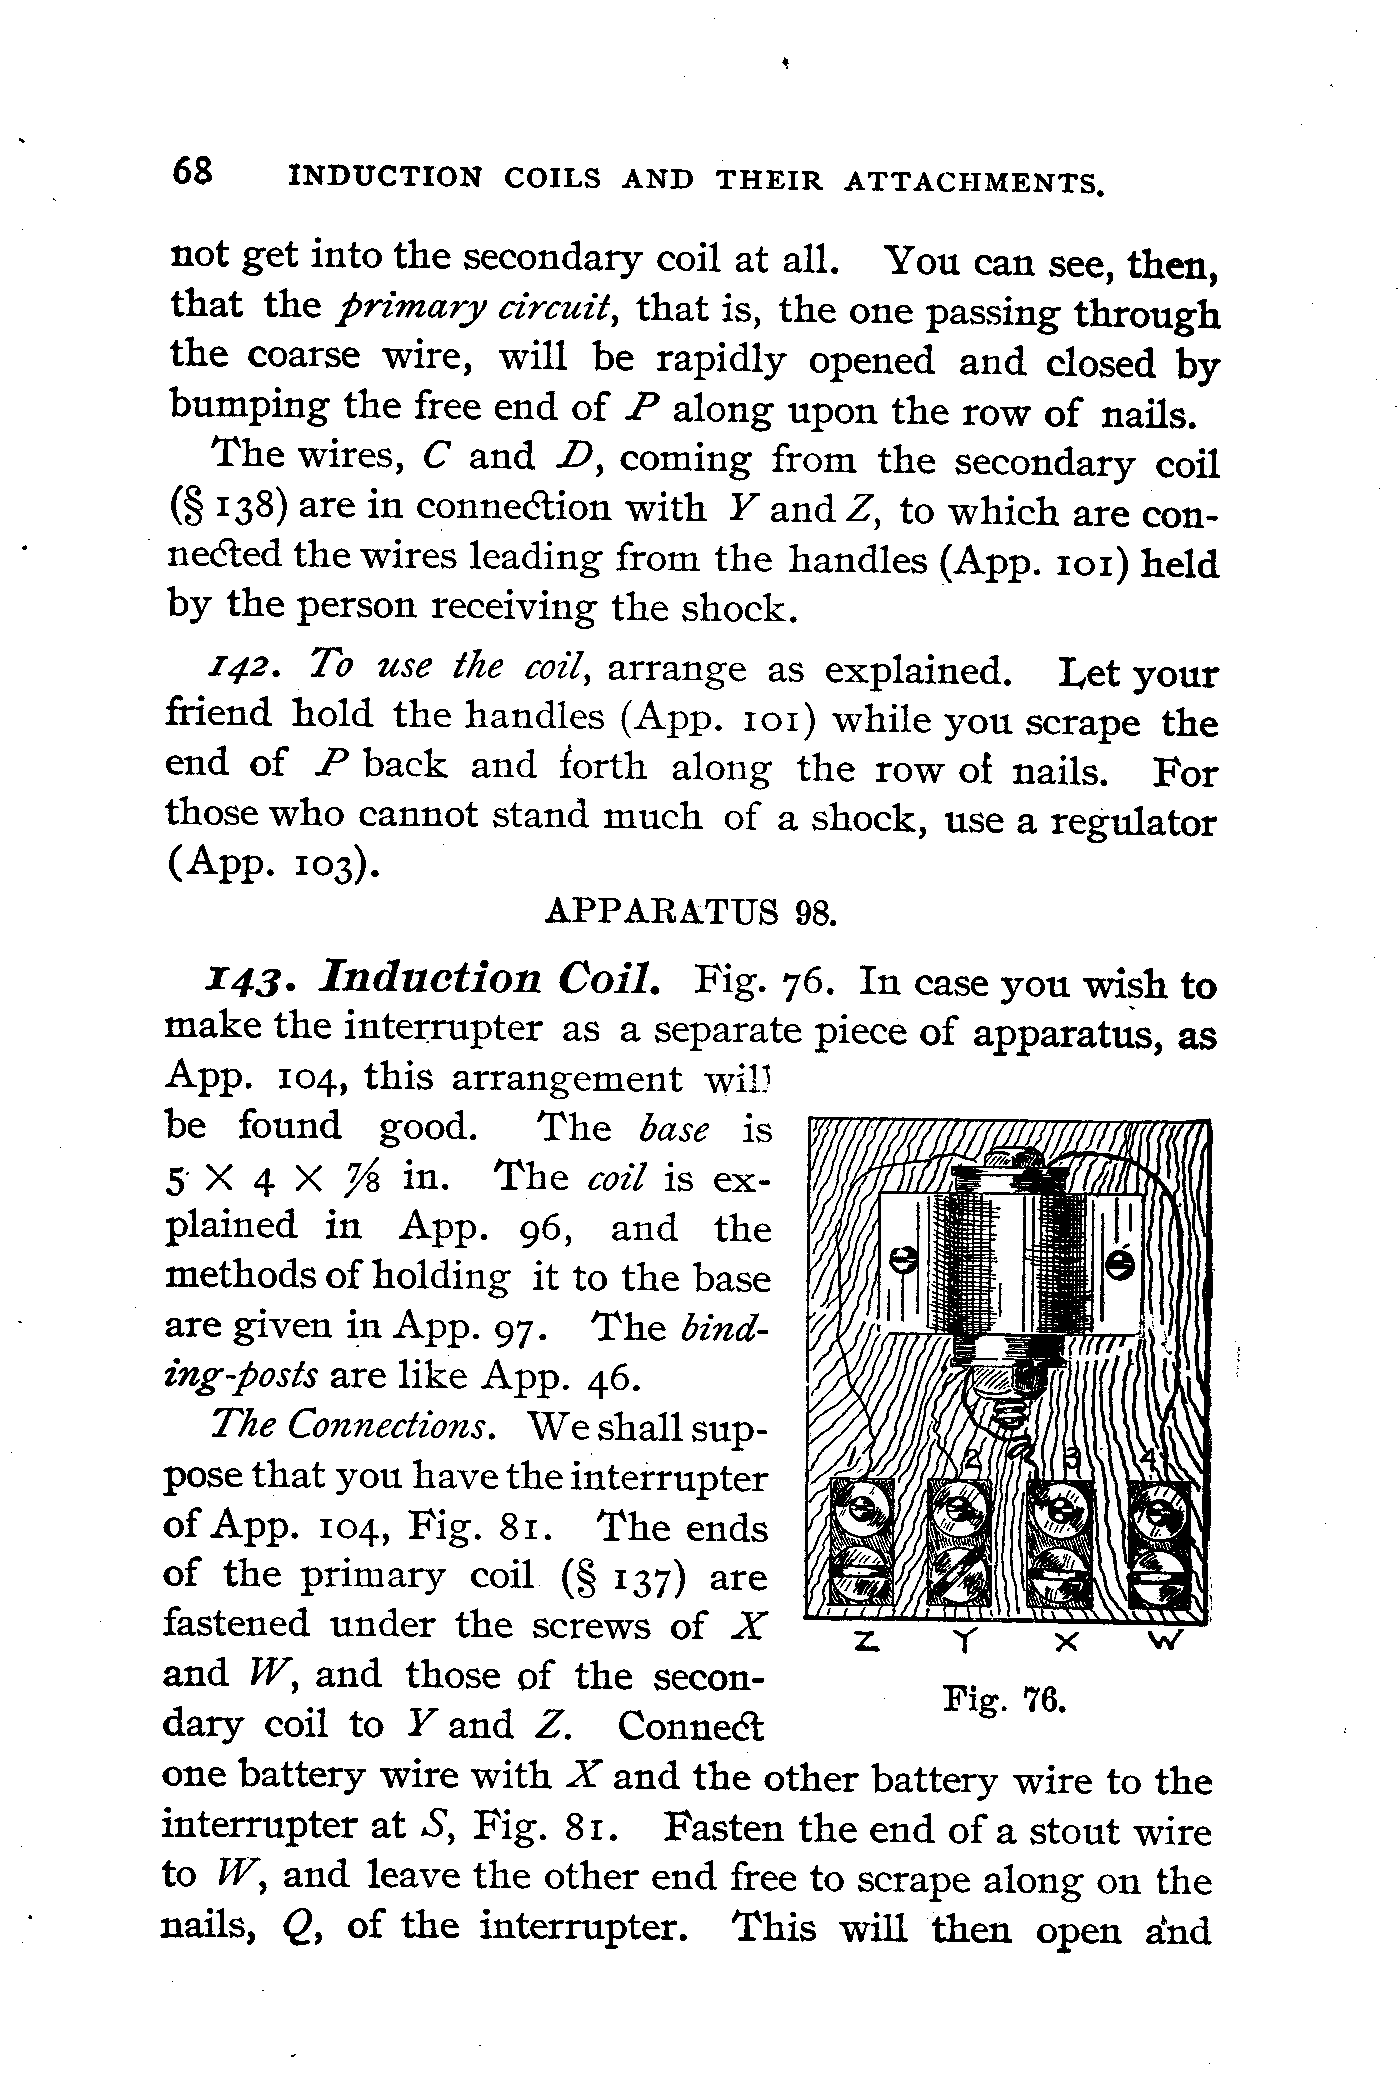 68 INDUCTION COILS AND THEIR ATTACHMENTS.
not get into the secondary coil at all. You can see, then,
that the primary circuit, that is, the one passing through
the coarse wire, will be rapidly opened and closed by
bumping the free end of P along upon the row of nails.
The wires, C and D, coming from the secondary coil
(§ 138) are in connection with Y and Z, to which are con-
nected the wires leading from the handles (App. 101) held
by the person receiving the shock.
142. To use the coil, arrange as explained. Let your
friend hold the handles (App. 101) while you scrape the
end of P back and forth along the row of nails. For
those who cannot stand much of a shock, use a regulator
(App. 103).
APPARATUS 98.
143. Induction Coil. Fig. 76. In case you wish to
make the interrupter as a separate piece of apparatus, as
App. 104, this arrangement will
be found good. The base is
5 X 4 X ⅞ in. The coil is ex-
plained in App. 96, and the
methods of holding it to the base
are given in App. 97. The bind-
ing-posts are like App. 46.
The Connections. We shall sup-
pose that you have the interrupter
of App. 104, Fig. 81. The ends
of the primary coil (§ 137) are
fastened under the screws of X
and W, and those of the secon-
dary coil to Y and Z. Connect
1 2 3 4
Z Y X W
Fig. 76.
one battery wire with X and the other battery wire to the
interrupter at S, Fig. 81. Fasten the end of a stout wire
to W, and leave the other end free to scrape along on the
nails, Q, of the interrupter. This will then open and